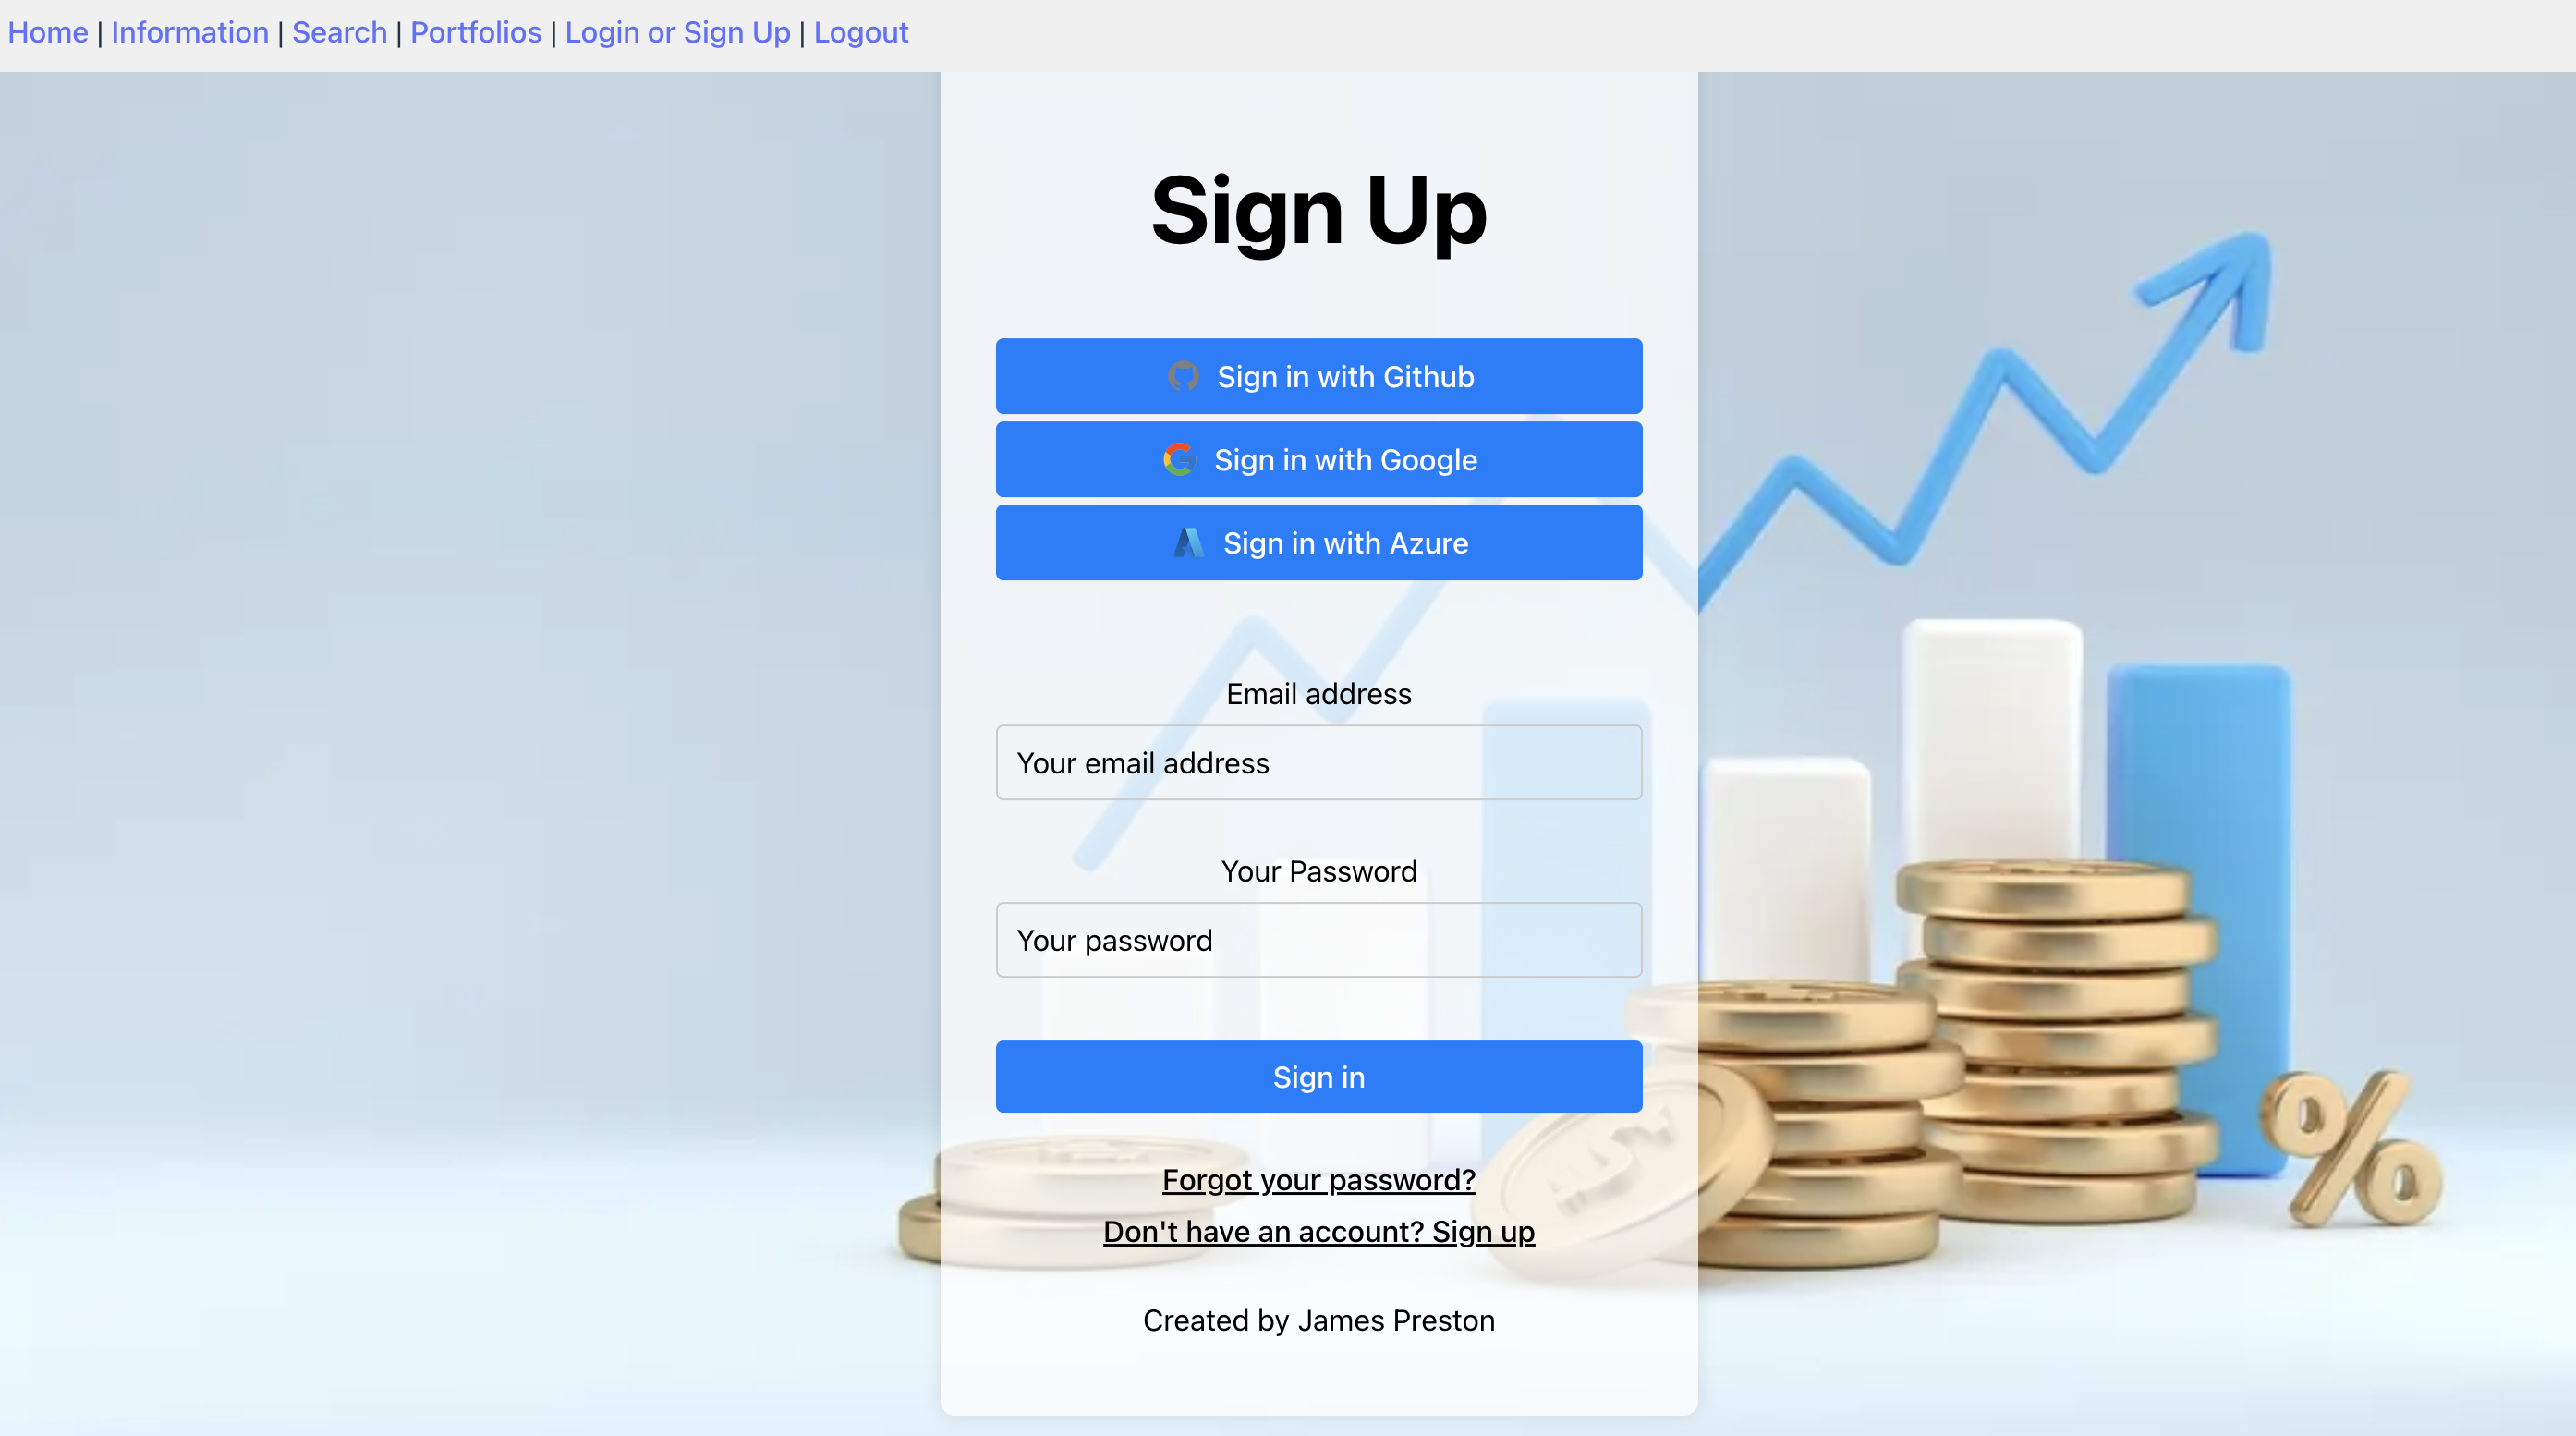 Home | Information | Search | Portfolios | Login or Sign Up | Logout
Sign Up
Sign in with Github
Sign in with Google
Sign in with Azure
Email address
Your email address
Your Password
Your password
Sign in
Forgot your password?
Don't have an account? Sign up
Created by James Preston
%